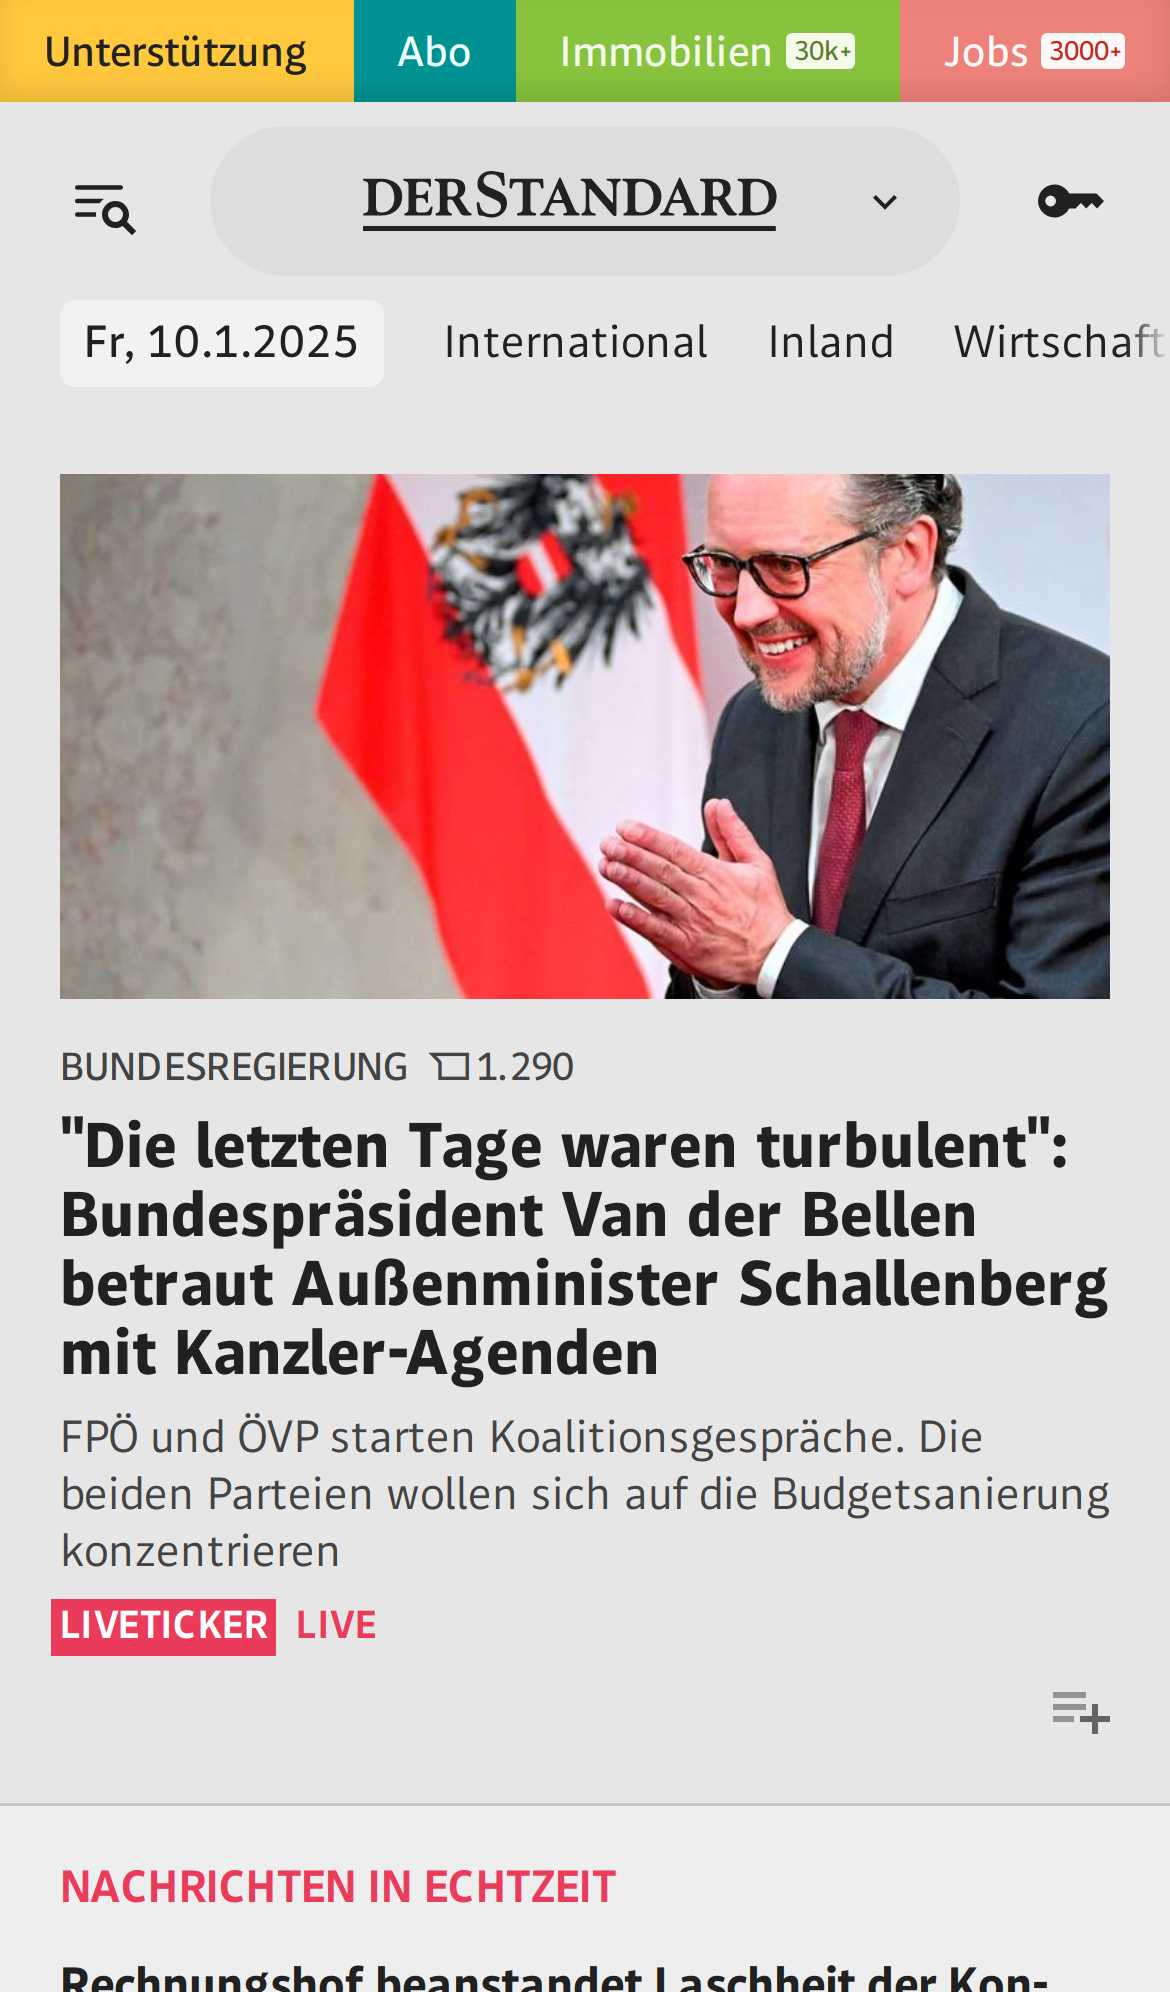 Unterstützung Abo Immobilien 30k+ Jobs 3000+
DERSTANDARD
Fr, 10.1.2025 International Inland Wirtschaft
BUNDESREGIERUNG 1.290
"Die letzten Tage waren turbulent":
Bundespräsident Van der Bellen
betraut Außenminister Schallenberg
mit Kanzler-Agenden
FPÖ und ÖVP starten Koalitionsgespräche. Die
beiden Parteien wollen sich auf die Budgetsanierung
konzentrieren
LIVETICKER LIVE
NACHRICHTEN IN ECHTZEIT
Rechnungshof beanstandet Laschheit der Kon-